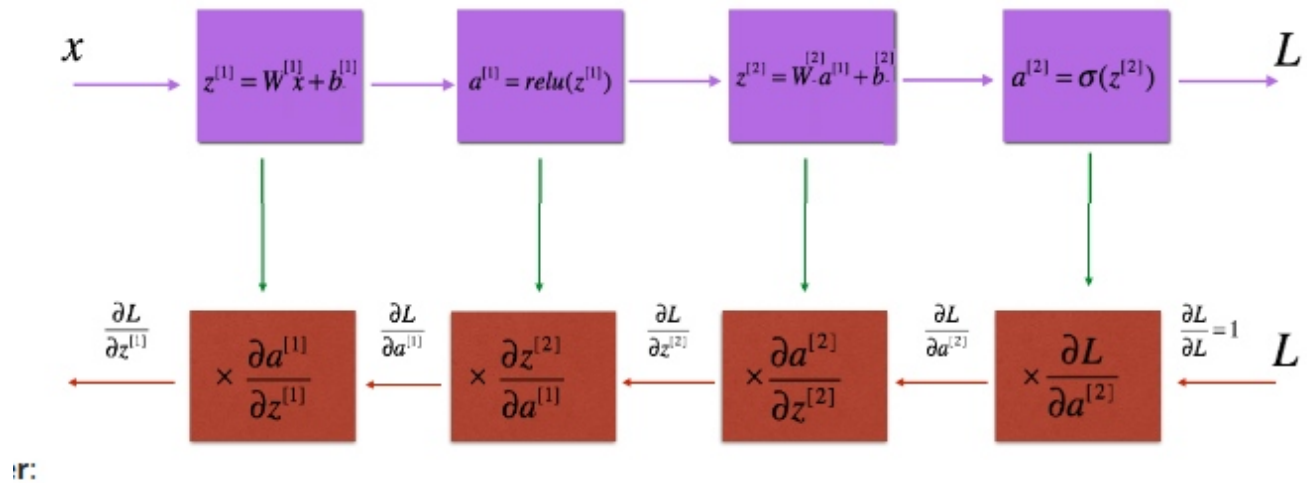 x
z^[1] = W^[1] x + b^[1]
a^[1] = relu(z^[1])
z^[2] = W^[2] a^[1] + b^[2]
a^[2] = σ(z^[2])
L
∂L/∂z^[1]
× ∂a^[1]/∂z^[1]
∂L/∂a^[1]
× ∂z^[2]/∂a^[1]
∂L/∂z^[2]
× ∂a^[2]/∂z^[2]
∂L/∂a^[2]
× ∂L/∂a^[2]
∂L/∂L = 1
L
r: